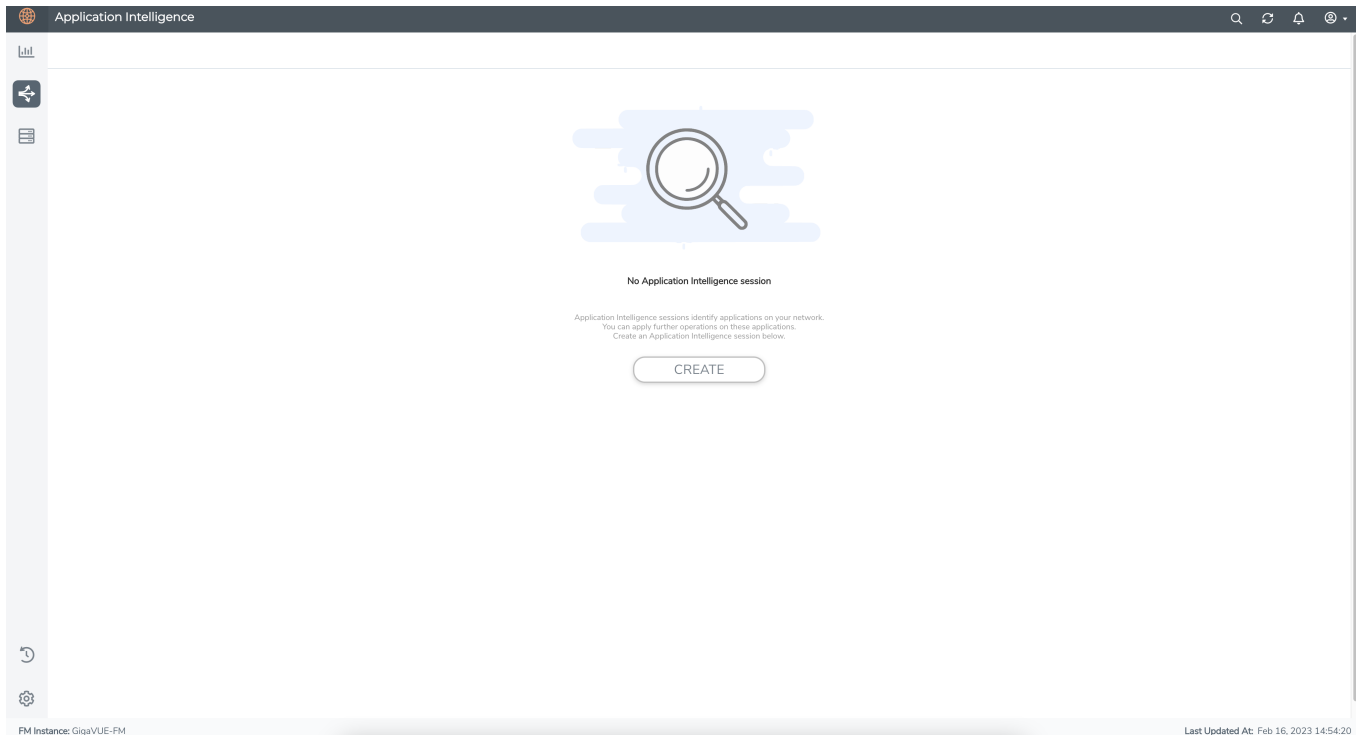 Application Intelligence
No Application Intelligence session
Application Intelligence sessions identify applications on your network.
You can apply further operations on these applications.
Create an Application Intelligence session below.
CREATE
FM Instance: GigaVUE-FM
Last Updated At: Feb 16, 2023 14:54:20